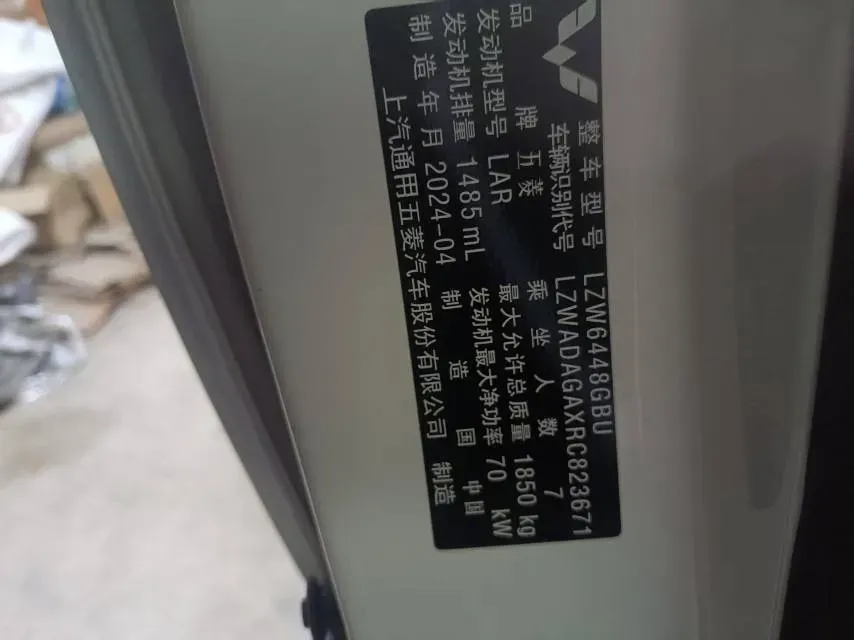 整车型号 LZW6448GBU
车辆识别代号 LZWADAGAXRC823671
品牌 五菱 乘坐人数 7
发动机型号 LAR 最大允许总质量 1850 kg
发动机排量 1485 mL 发动机最大净功率 70 kW
制造年月 2024-04 制造国 中国
上汽通用五菱汽车股份有限公司 制造